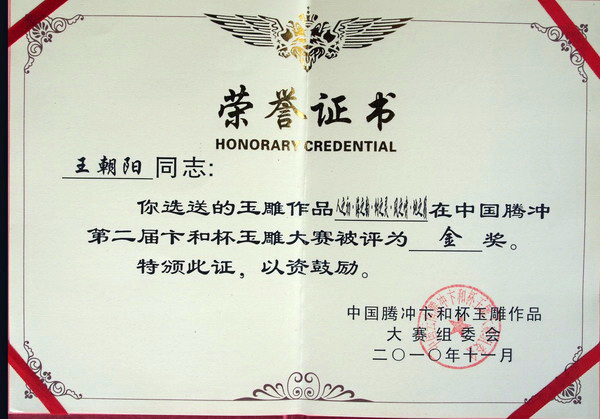 荣誉证书
HONORARY CREDENTIAL
王朝阳同志:
你选送的玉雕作品在中国腾冲
第二届卞和杯玉雕大赛被评为金奖。
特颁此证，以资鼓励。
中国腾冲卞和杯玉雕作品
大赛组委会
二〇一〇年十一月